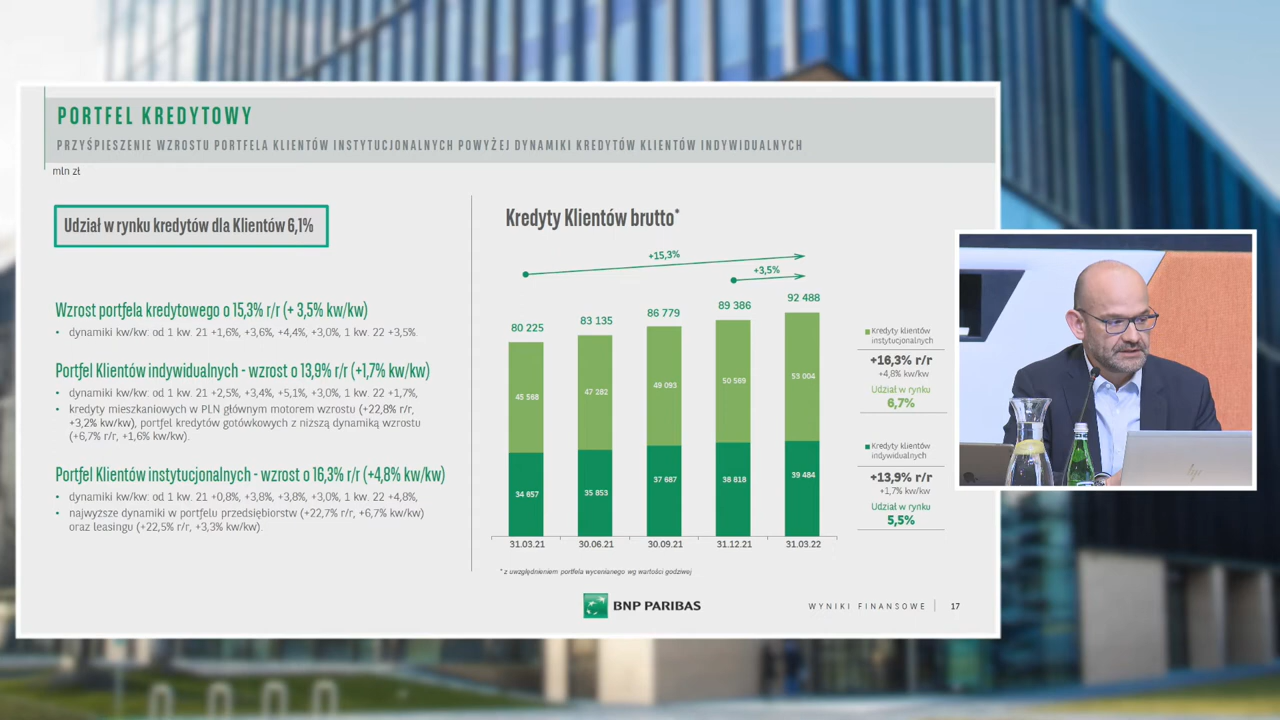 PORTFEL KREDYTOWY
PRZYŚPIESZENIE WZROSTU PORTFELA KLIENTÓW INSTYTUCJONALNYCH POWYŻEJ DYNAMIKI KREDYTÓW KLIENTÓW INDYWIDUALNYCH
mln zł
Udział w rynku kredytów dla Klientów 6,1%
Wzrost portfela kredytowego o 15,3% r/r (+ 3,5% kw/kw)
• dynamiki kw/kw: od 1 kw. 21 +1,6%, +3,6%, +4,4%, +3,0%, 1 kw. 22 +3,5%.
Portfel Klientów indywidualnych - wzrost o 13,9% r/r (+1,7% kw/kw)
• dynamiki kw/kw: od 1 kw. 21 +2,5%, +3,4%, +5,1%, +3,0%, 1 kw. 22 +1,7%,
• kredyty mieszkaniowych w PLN głównym motorem wzrostu (+22,8% r/r,
+3,2% kw/kw), portfel kredytów gotówkowych z niższą dynamiką wzrostu
(+6,7% r/r, +1,6% kw/kw).
Portfel Klientów instytucjonalnych - wzrost o 16,3% r/r (+4,8% kw/kw)
• dynamiki kw/kw: od 1 kw. 21 +0,8%, +3,8%, +3,8%, +3,0%, 1 kw. 22 +4,8%,
• najwyższe dynamiki w portfelu przedsiębiorstw (+22,7% r/r, +6,7% kw/kw)
oraz leasingu (+22,5% r/r, +3,3% kw/kw).
Kredyty Klientów brutto*
+15,3%
+3,5%
80 225
83 135
86 779
89 386
92 488
45 568
47 282
49 093
50 569
53 004
34 657
35 853
37 687
38 818
39 484
31.03.21
30.06.21
30.09.21
31.12.21
31.03.22
Kredyty klientów
instytucjonalnych
+16,3% r/r
+4,8% kw/kw
Udział w rynku
6,7%
Kredyty klientów
indywidualnych
+13,9% r/r
+1,7% kw/kw
Udział w rynku
5,5%
* z uwzględnieniem portfela wycenianego wg wartości godziwej
BNP PARIBAS
WYNIKI FINANSOWE | 17
hp